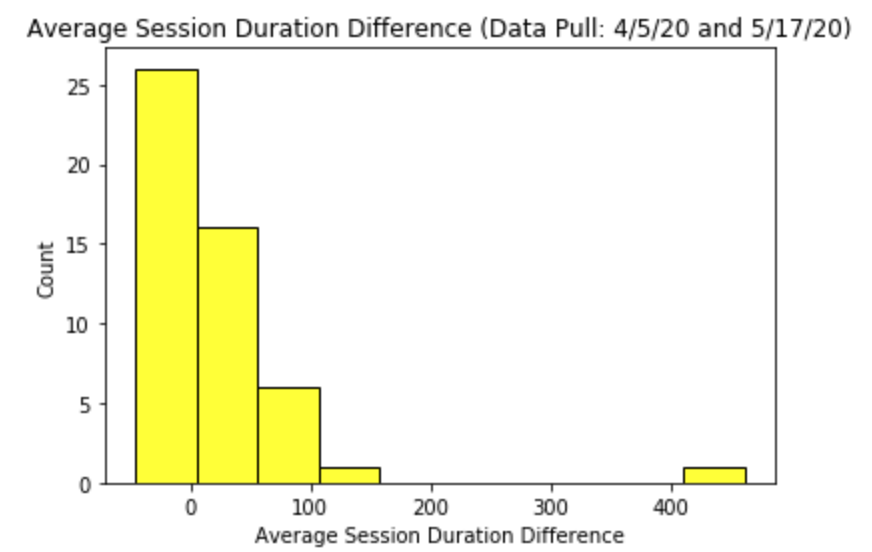 Average Session Duration Difference (Data Pull: 4/5/20 and 5/17/20)
25
20
15
10
5
0
Count
0 100 200 300 400
Average Session Duration Difference